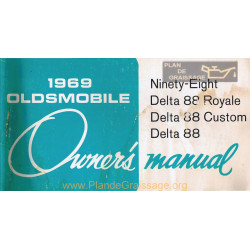 PLAN DE
GRAISSAGE
1969
OLDSMOBILE
Ninety-Eight
Delta 88 Royale
Delta 88 Custom
Delta 88
Owner's manual
www.PlandeGraissage.org